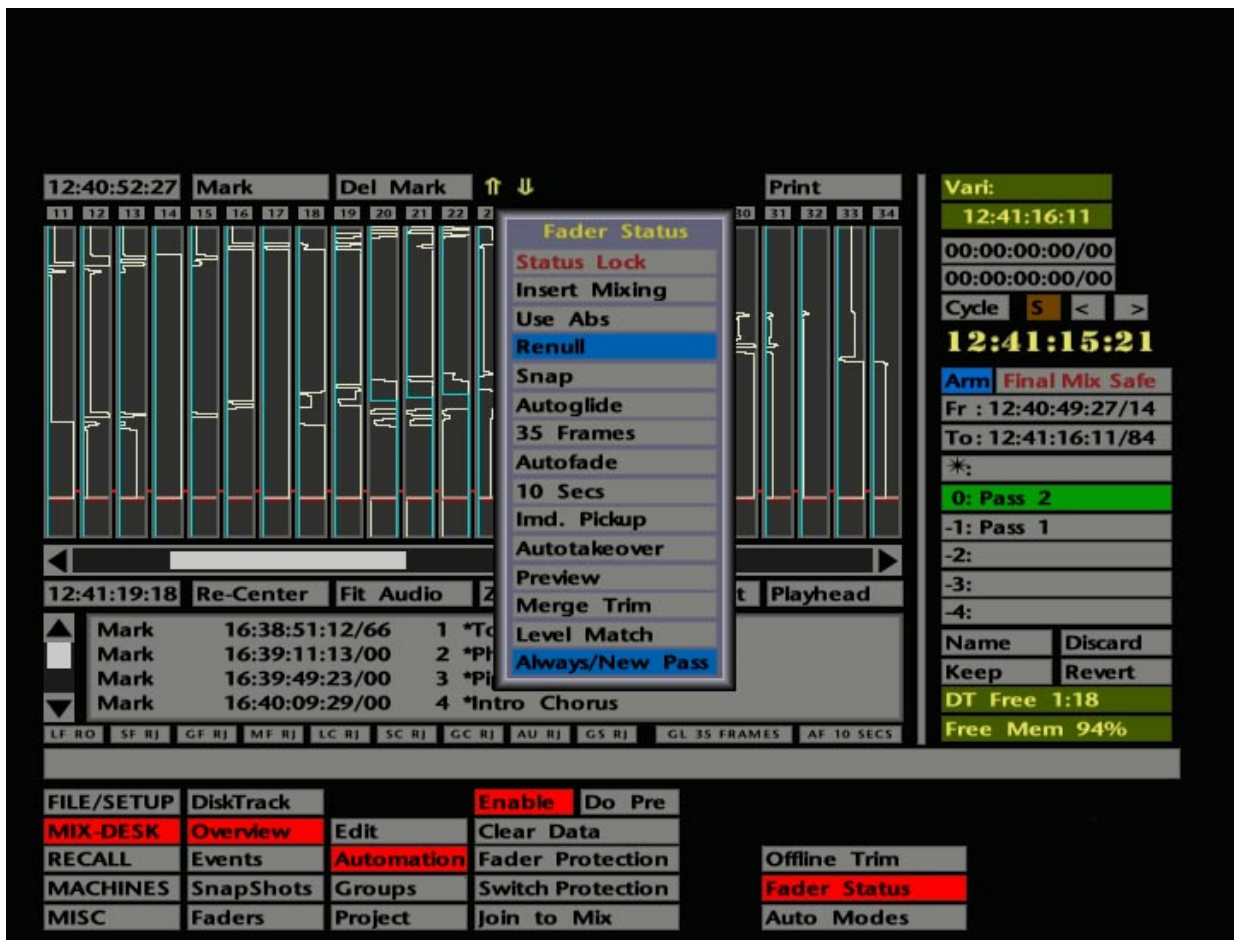 12:40:52:27 Mark Del Mark ⇑ ⇓ Print
11 12 13 14 15 16 17 18 19 20 21 22 2 30 31 32 33 34
Fader Status
Status Lock
Insert Mixing
Use Abs
Renull
Snap
Autoglide
35 Frames
Autofade
10 Secs
Imd. Pickup
Autotakeover
Preview
Merge Trim
Level Match
Always/New Pass
12:41:19:18 Re-Center Fit Audio Z t Playhead
Mark 16:38:51:12/66 1 *To
Mark 16:39:11:13/00 2 *Ph
Mark 16:39:49:23/00 3 *Pi
Mark 16:40:09:29/00 4 *Intro Chorus
LF RO SF RJ GF RJ MF RJ LC RJ SC RJ GC RJ AU RJ GS RJ GL 35 FRAMES AF 10 SECS
Vari:
12:41:16:11
00:00:00:00/00
00:00:00:00/00
Cycle S < >
12:41:15:21
Arm Final Mix Safe
Fr : 12:40:49:27/14
To: 12:41:16:11/84
*:
0: Pass 2
-1: Pass 1
-2:
-3:
-4:
Name Discard
Keep Revert
DT Free 1:18
Free Mem 94%
FILE/SETUP DiskTrack Enable Do Pre
MIX-DESK Overview Edit Clear Data
RECALL Events Automation Fader Protection Offline Trim
MACHINES SnapShots Groups Switch Protection Fader Status
MISC Faders Project Join to Mix Auto Modes